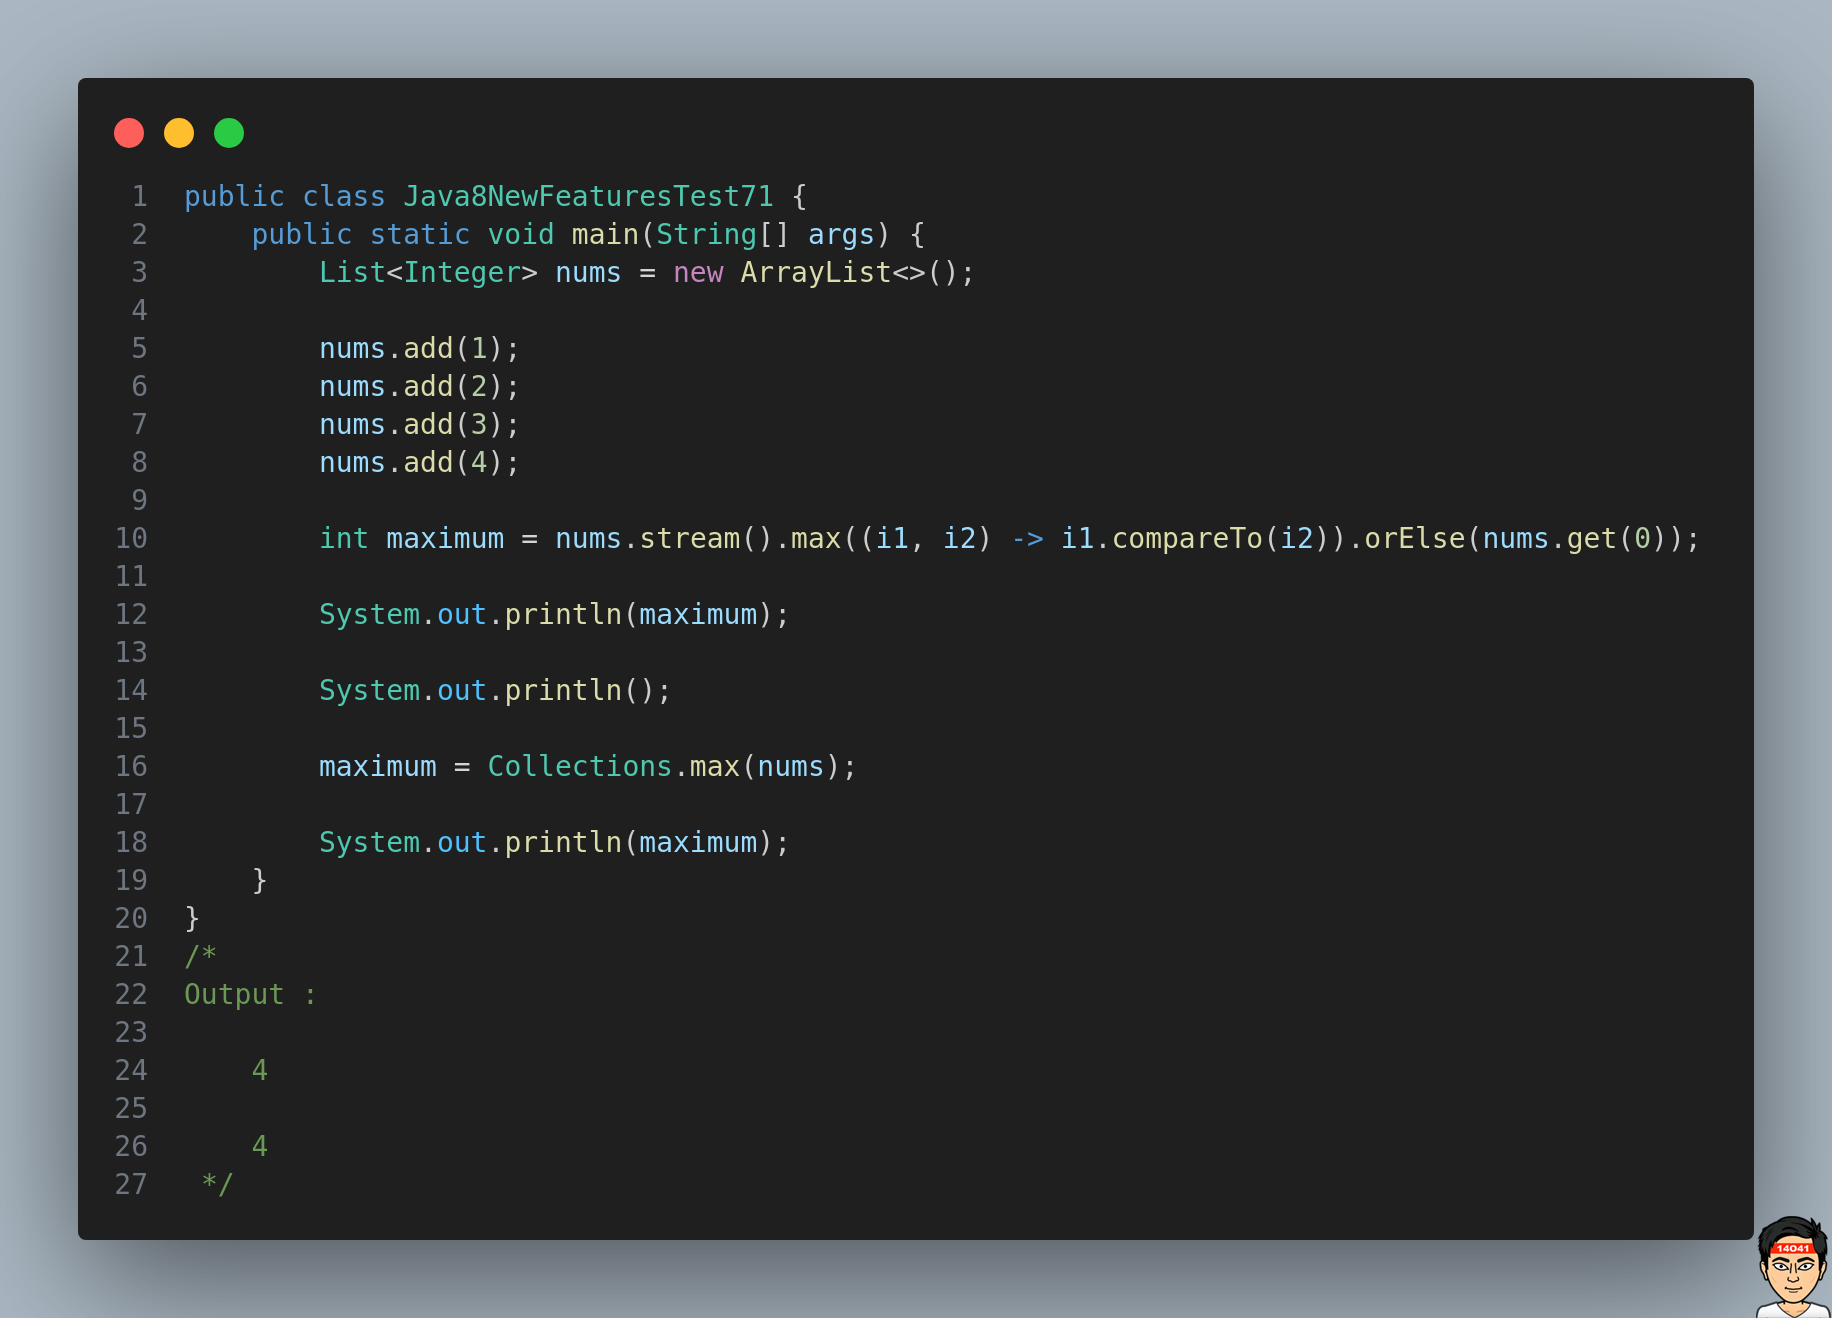 1 public class Java8NewFeaturesTest71 {
2     public static void main(String[] args) {
3         List<Integer> nums = new ArrayList<>();
4
5         nums.add(1);
6         nums.add(2);
7         nums.add(3);
8         nums.add(4);
9
10         int maximum = nums.stream().max((i1, i2) -> i1.compareTo(i2)).orElse(nums.get(0));
11
12         System.out.println(maximum);
13
14         System.out.println();
15
16         maximum = Collections.max(nums);
17
18         System.out.println(maximum);
19     }
20 }
21 /*
22 Output :
23
24     4
25
26     4
27  */
14041